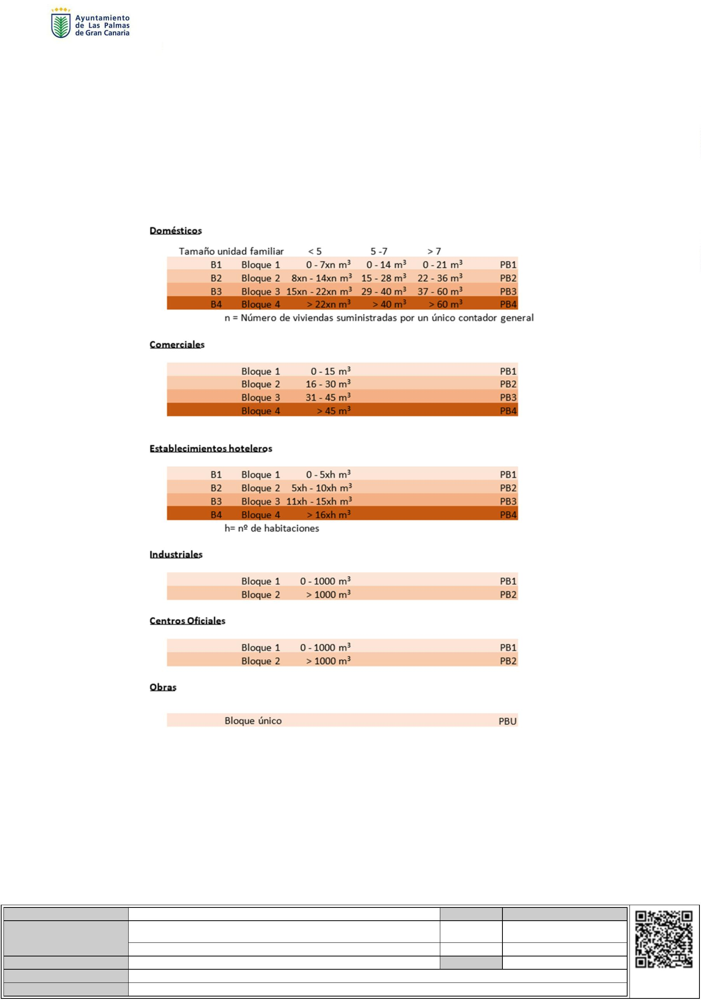 Ayuntamiento
de Las Palmas
de Gran Canaria
Domésticos
Tamaño unidad familiar < 5 5 -7 > 7
B1 Bloque 1 0 - 7xn m³ 0 - 14 m³ 0 - 21 m³ PB1
B2 Bloque 2 8xn - 14xn m³ 15 - 28 m³ 22 - 36 m³ PB2
B3 Bloque 3 15xn - 22xn m³ 29 - 40 m³ 37 - 60 m³ PB3
B4 Bloque 4 > 22xn m³ > 40 m³ > 60 m³ PB4
n = Número de viviendas suministradas por un único contador general
Comerciales
Bloque 1 0 - 15 m³ PB1
Bloque 2 16 - 30 m³ PB2
Bloque 3 31 - 45 m³ PB3
Bloque 4 > 45 m³ PB4
Establecimientos hoteleros
B1 Bloque 1 0 - 5xh m³ PB1
B2 Bloque 2 5xh - 10xh m³ PB2
B3 Bloque 3 11xh - 15xh m³ PB3
B4 Bloque 4 > 16xh m³ PB4
h= nº de habitaciones
Industriales
Bloque 1 0 - 1000 m³ PB1
Bloque 2 > 1000 m³ PB2
Centros Oficiales
Bloque 1 0 - 1000 m³ PB1
Bloque 2 > 1000 m³ PB2
Obras
Bloque único PBU